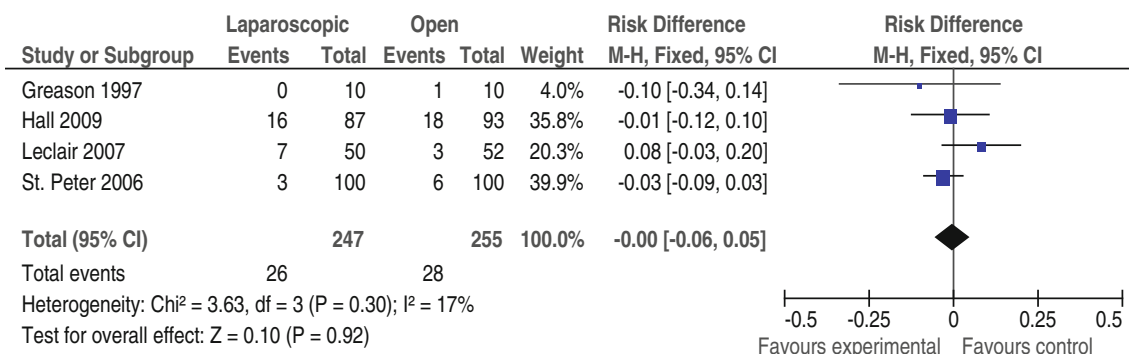 Laparoscopic Open Risk Difference Risk Difference
Study or Subgroup Events Total Events Total Weight M-H, Fixed, 95% CI M-H, Fixed, 95% CI
Greason 1997 0 10 1 10 4.0% -0.10 [-0.34, 0.14]
Hall 2009 16 87 18 93 35.8% -0.01 [-0.12, 0.10]
Leclair 2007 7 50 3 52 20.3% 0.08 [-0.03, 0.20]
St. Peter 2006 3 100 6 100 39.9% -0.03 [-0.09, 0.03]
Total (95% CI) 247 255 100.0% -0.00 [-0.06, 0.05]
Total events 26 28
Heterogeneity: Chi² = 3.63, df = 3 (P = 0.30); I² = 17%
Test for overall effect: Z = 0.10 (P = 0.92)
-0.5 -0.25 0 0.25 0.5
Favours experimental Favours control